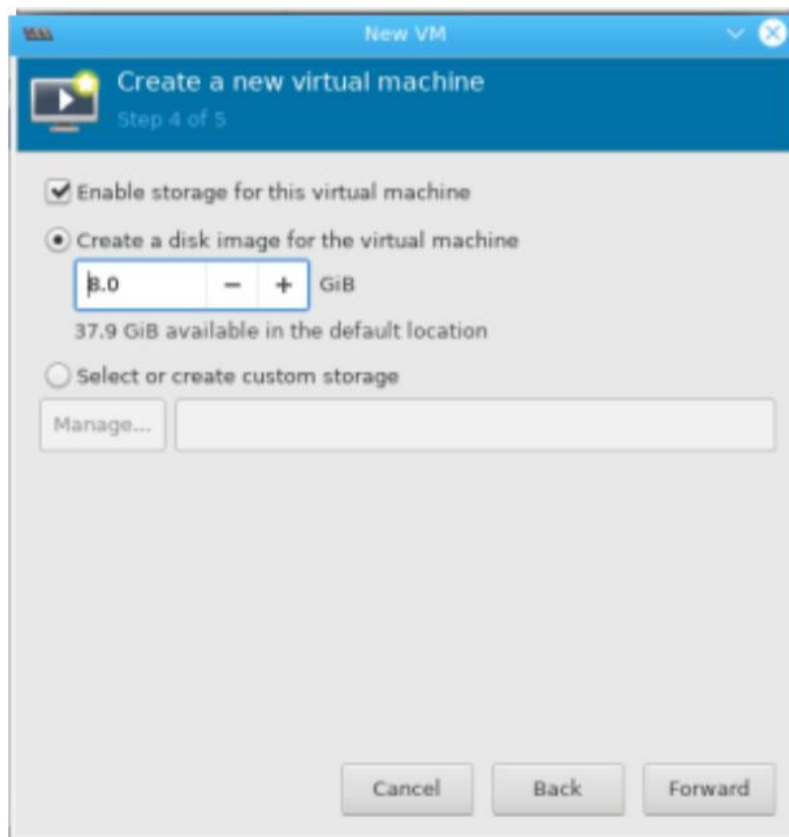 New VM
Create a new virtual machine
Step 4 of 5
Enable storage for this virtual machine
Create a disk image for the virtual machine
8.0 − + GiB
37.9 GiB available in the default location
Select or create custom storage
Manage...
Cancel Back Forward